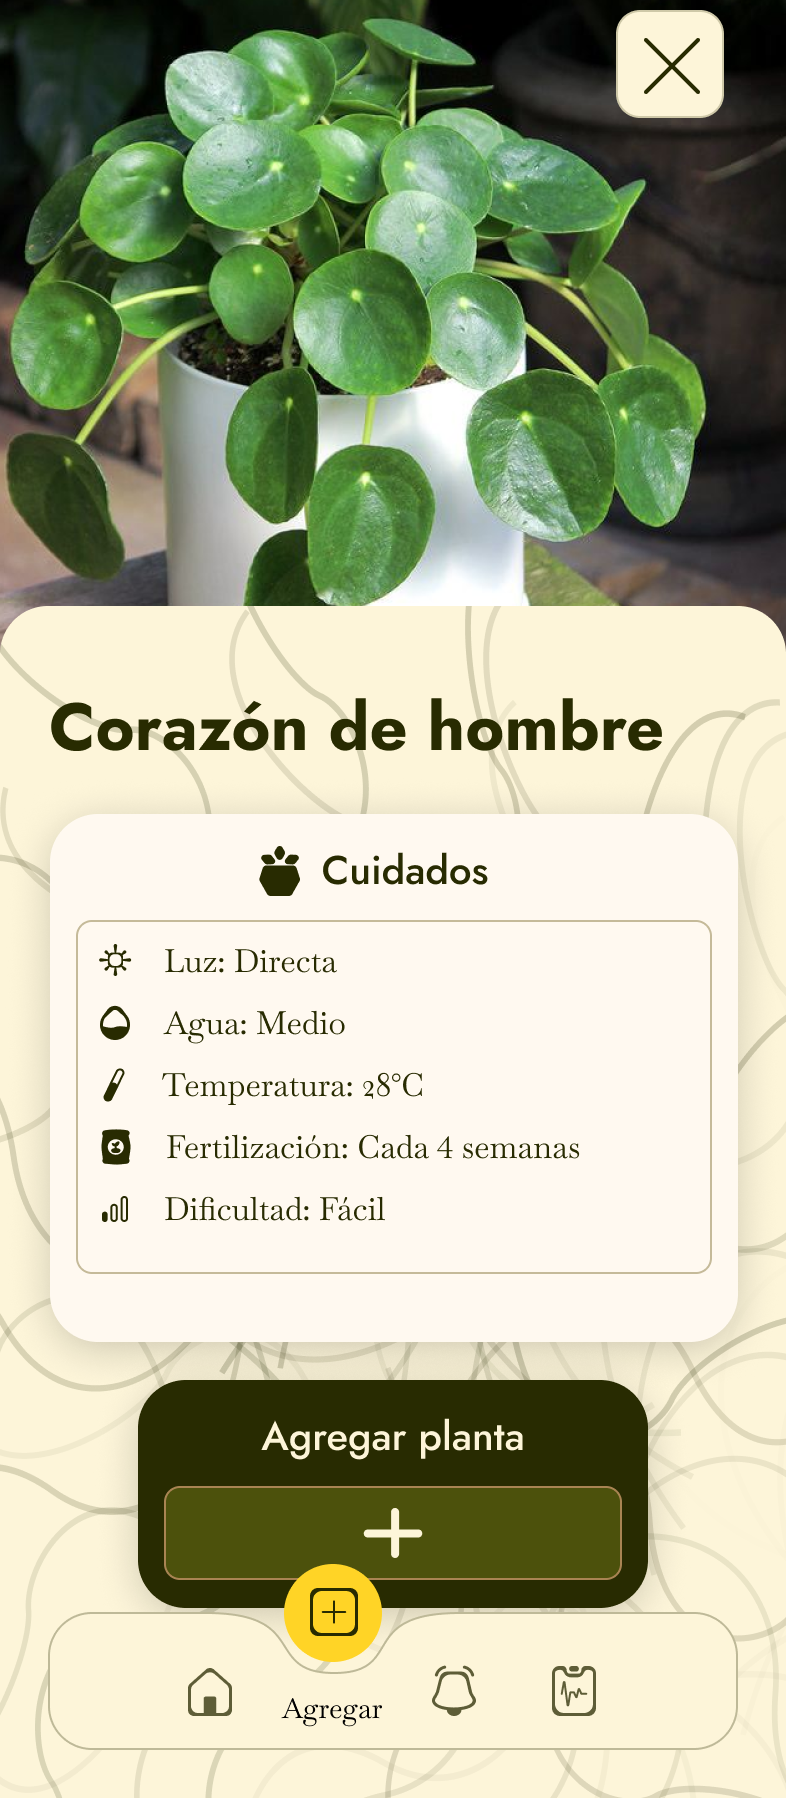 Corazón de hombre
Cuidados
Luz: Directa
Agua: Medio
Temperatura: 28°C
Fertilización: Cada 4 semanas
Dificultad: Fácil
Agregar planta
Agregar